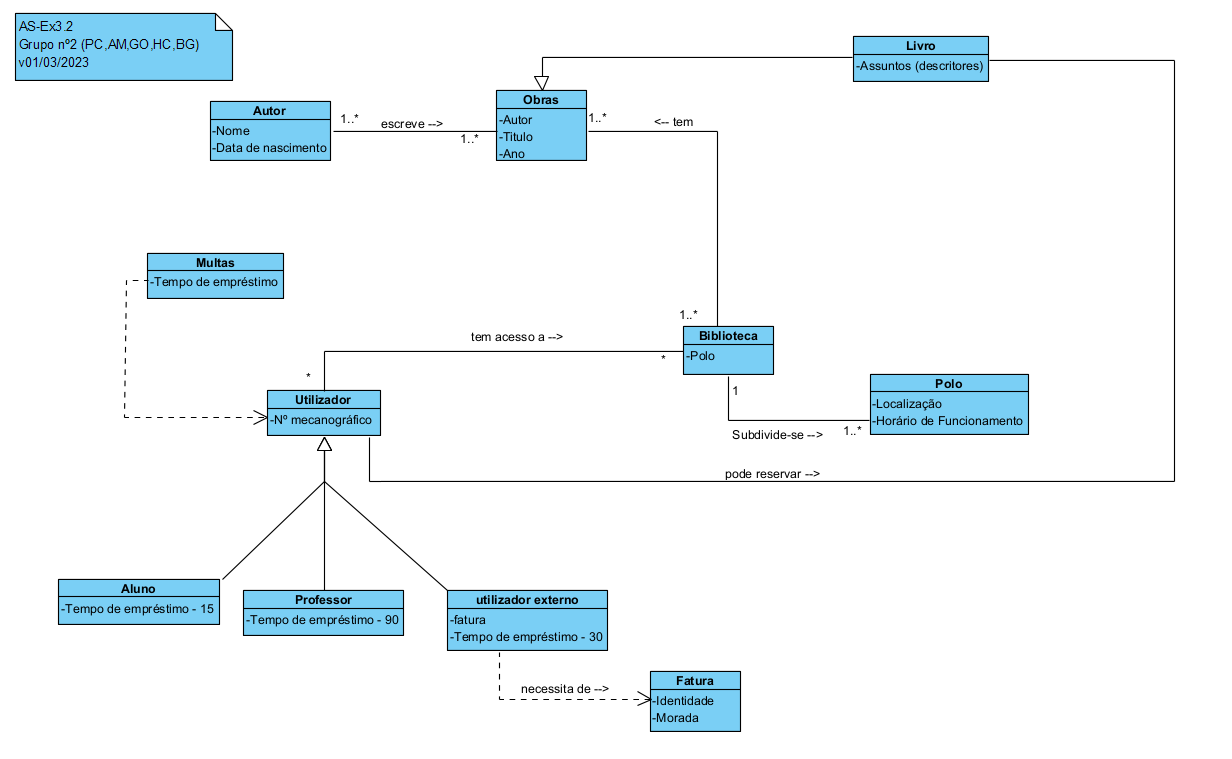 AS-Ex3.2
Grupo nº2 (PC,AM,GO,HC,BG)
v01/03/2023
Livro
-Assuntos (descritores)
Obras
-Autor
-Titulo
-Ano
Autor
-Nome
-Data de nascimento
1..*
escreve -->
1..*
1..*
<-- tem
Multas
-Tempo de empréstimo
1..*
Biblioteca
-Polo
tem acesso a -->
*
*
Utilizador
-Nº mecanográfico
1
Subdivide-se -->
1..*
Polo
-Localização
-Horário de Funcionamento
pode reservar -->
Aluno
-Tempo de empréstimo - 15
Professor
-Tempo de empréstimo - 90
utilizador externo
-fatura
-Tempo de empréstimo - 30
necessita de -->
Fatura
-Identidade
-Morada